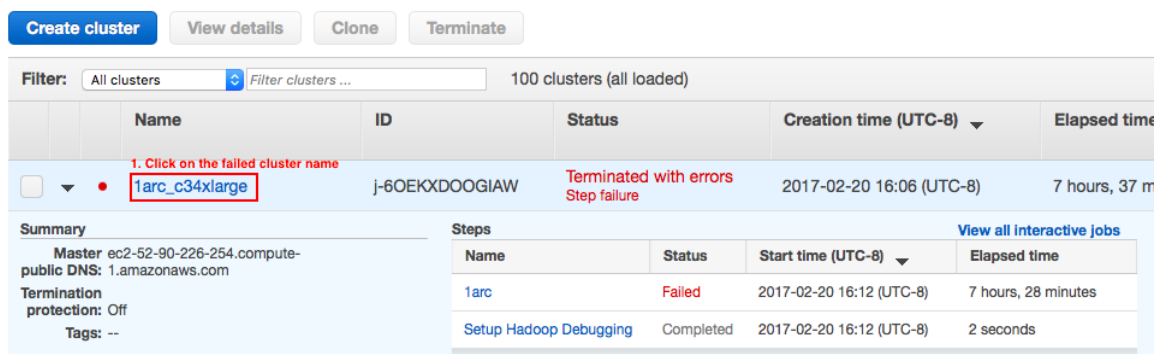 Create cluster View details Clone Terminate
Filter: All clusters Filter clusters ... 100 clusters (all loaded)
Name ID Status Creation time (UTC-8) Elapsed time
1. Click on the failed cluster name
1arc_c34xlarge j-6OEKXDOOGIAW Terminated with errors 2017-02-20 16:06 (UTC-8) 7 hours, 37 m
Step failure
Summary Steps View all interactive jobs
Master public DNS: ec2-52-90-226-254.compute-1.amazonaws.com
Termination protection: Off
Tags: --
Name Status Start time (UTC-8) Elapsed time
1arc Failed 2017-02-20 16:12 (UTC-8) 7 hours, 28 minutes
Setup Hadoop Debugging Completed 2017-02-20 16:12 (UTC-8) 2 seconds